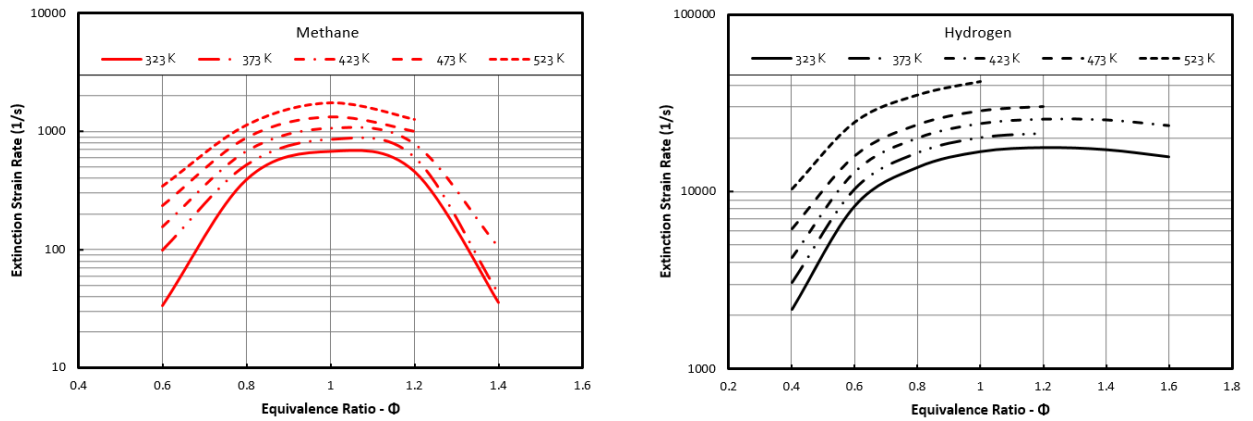 Methane
323 K 373 K 423 K 473 K 523 K
10000
1000
100
10
0.4 0.6 0.8 1 1.2 1.4 1.6
Extinction Strain Rate (1/s)
Equivalence Ratio - Φ
Hydrogen
323 K 373 K 423 K 473 K 523 K
100000
10000
1000
0.2 0.4 0.6 0.8 1 1.2 1.4 1.6 1.8
Extinction Strain Rate (1/s)
Equivalence Ratio - Φ